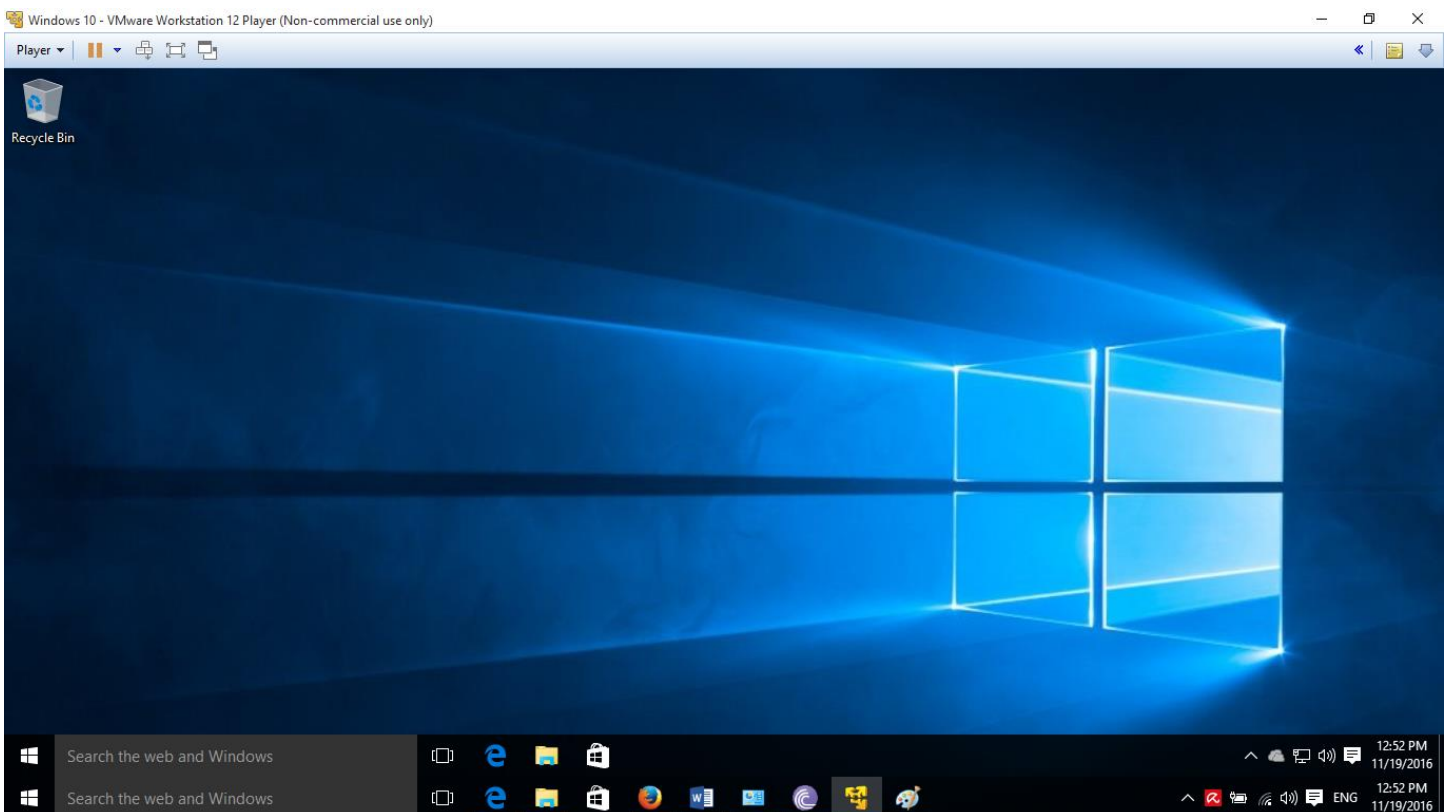 Windows 10 - VMware Workstation 12 Player (Non-commercial use only)
Player
Recycle Bin
Search the web and Windows
12:52 PM
11/19/2016
Search the web and Windows
ENG
12:52 PM
11/19/2016